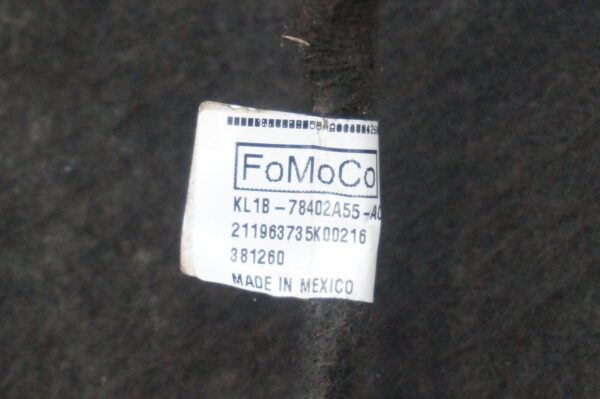 FoMoCo
KL1B-78402A55-A
211963735K00216
381260
MADE IN MEXICO